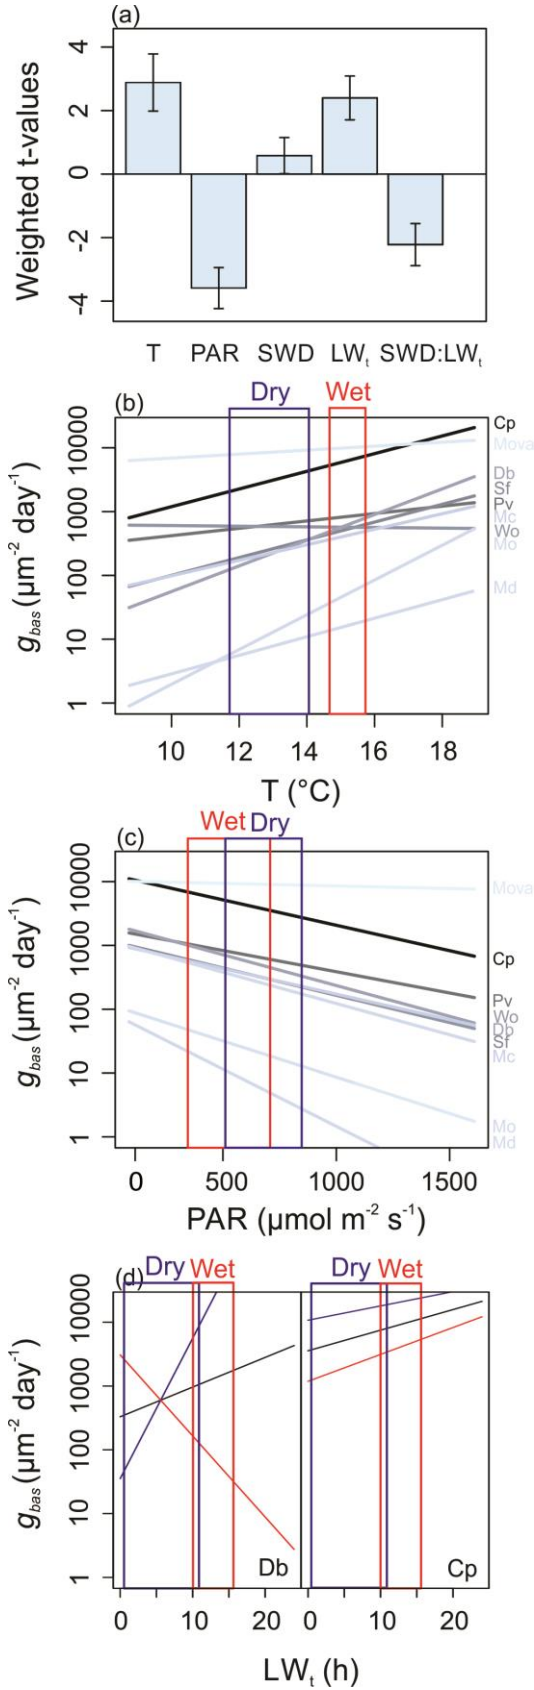 (a)
Weighted t-values
4
2
0
-2
-4
T PAR SWD LWt SWD:LWt
Dry Wet
(b)
gbas (µm-2 day-1)
10000
1000
100
10
1
Cp
Mova
Db
Sf
Pv
Mc
Wo
Mo
Md
10 12 14 16 18
T (°C)
Wet Dry
(c)
gbas (µm-2 day-1)
10000
1000
100
10
1
Mova
Cp
Pv
Wo
Db
Sf
Mc
Mo
Md
0 500 1000 1500
PAR (µmol m-2 s-1)
(d)
Dry Wet Dry Wet
gbas (µm-2 day-1)
10000
1000
100
10
1
Db Cp
0 10 20 0 10 20
LWt (h)